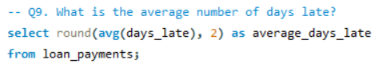 -- Q9. What is the average number of days late?
select round(avg(days_late), 2) as average_days_late
from loan_payments;